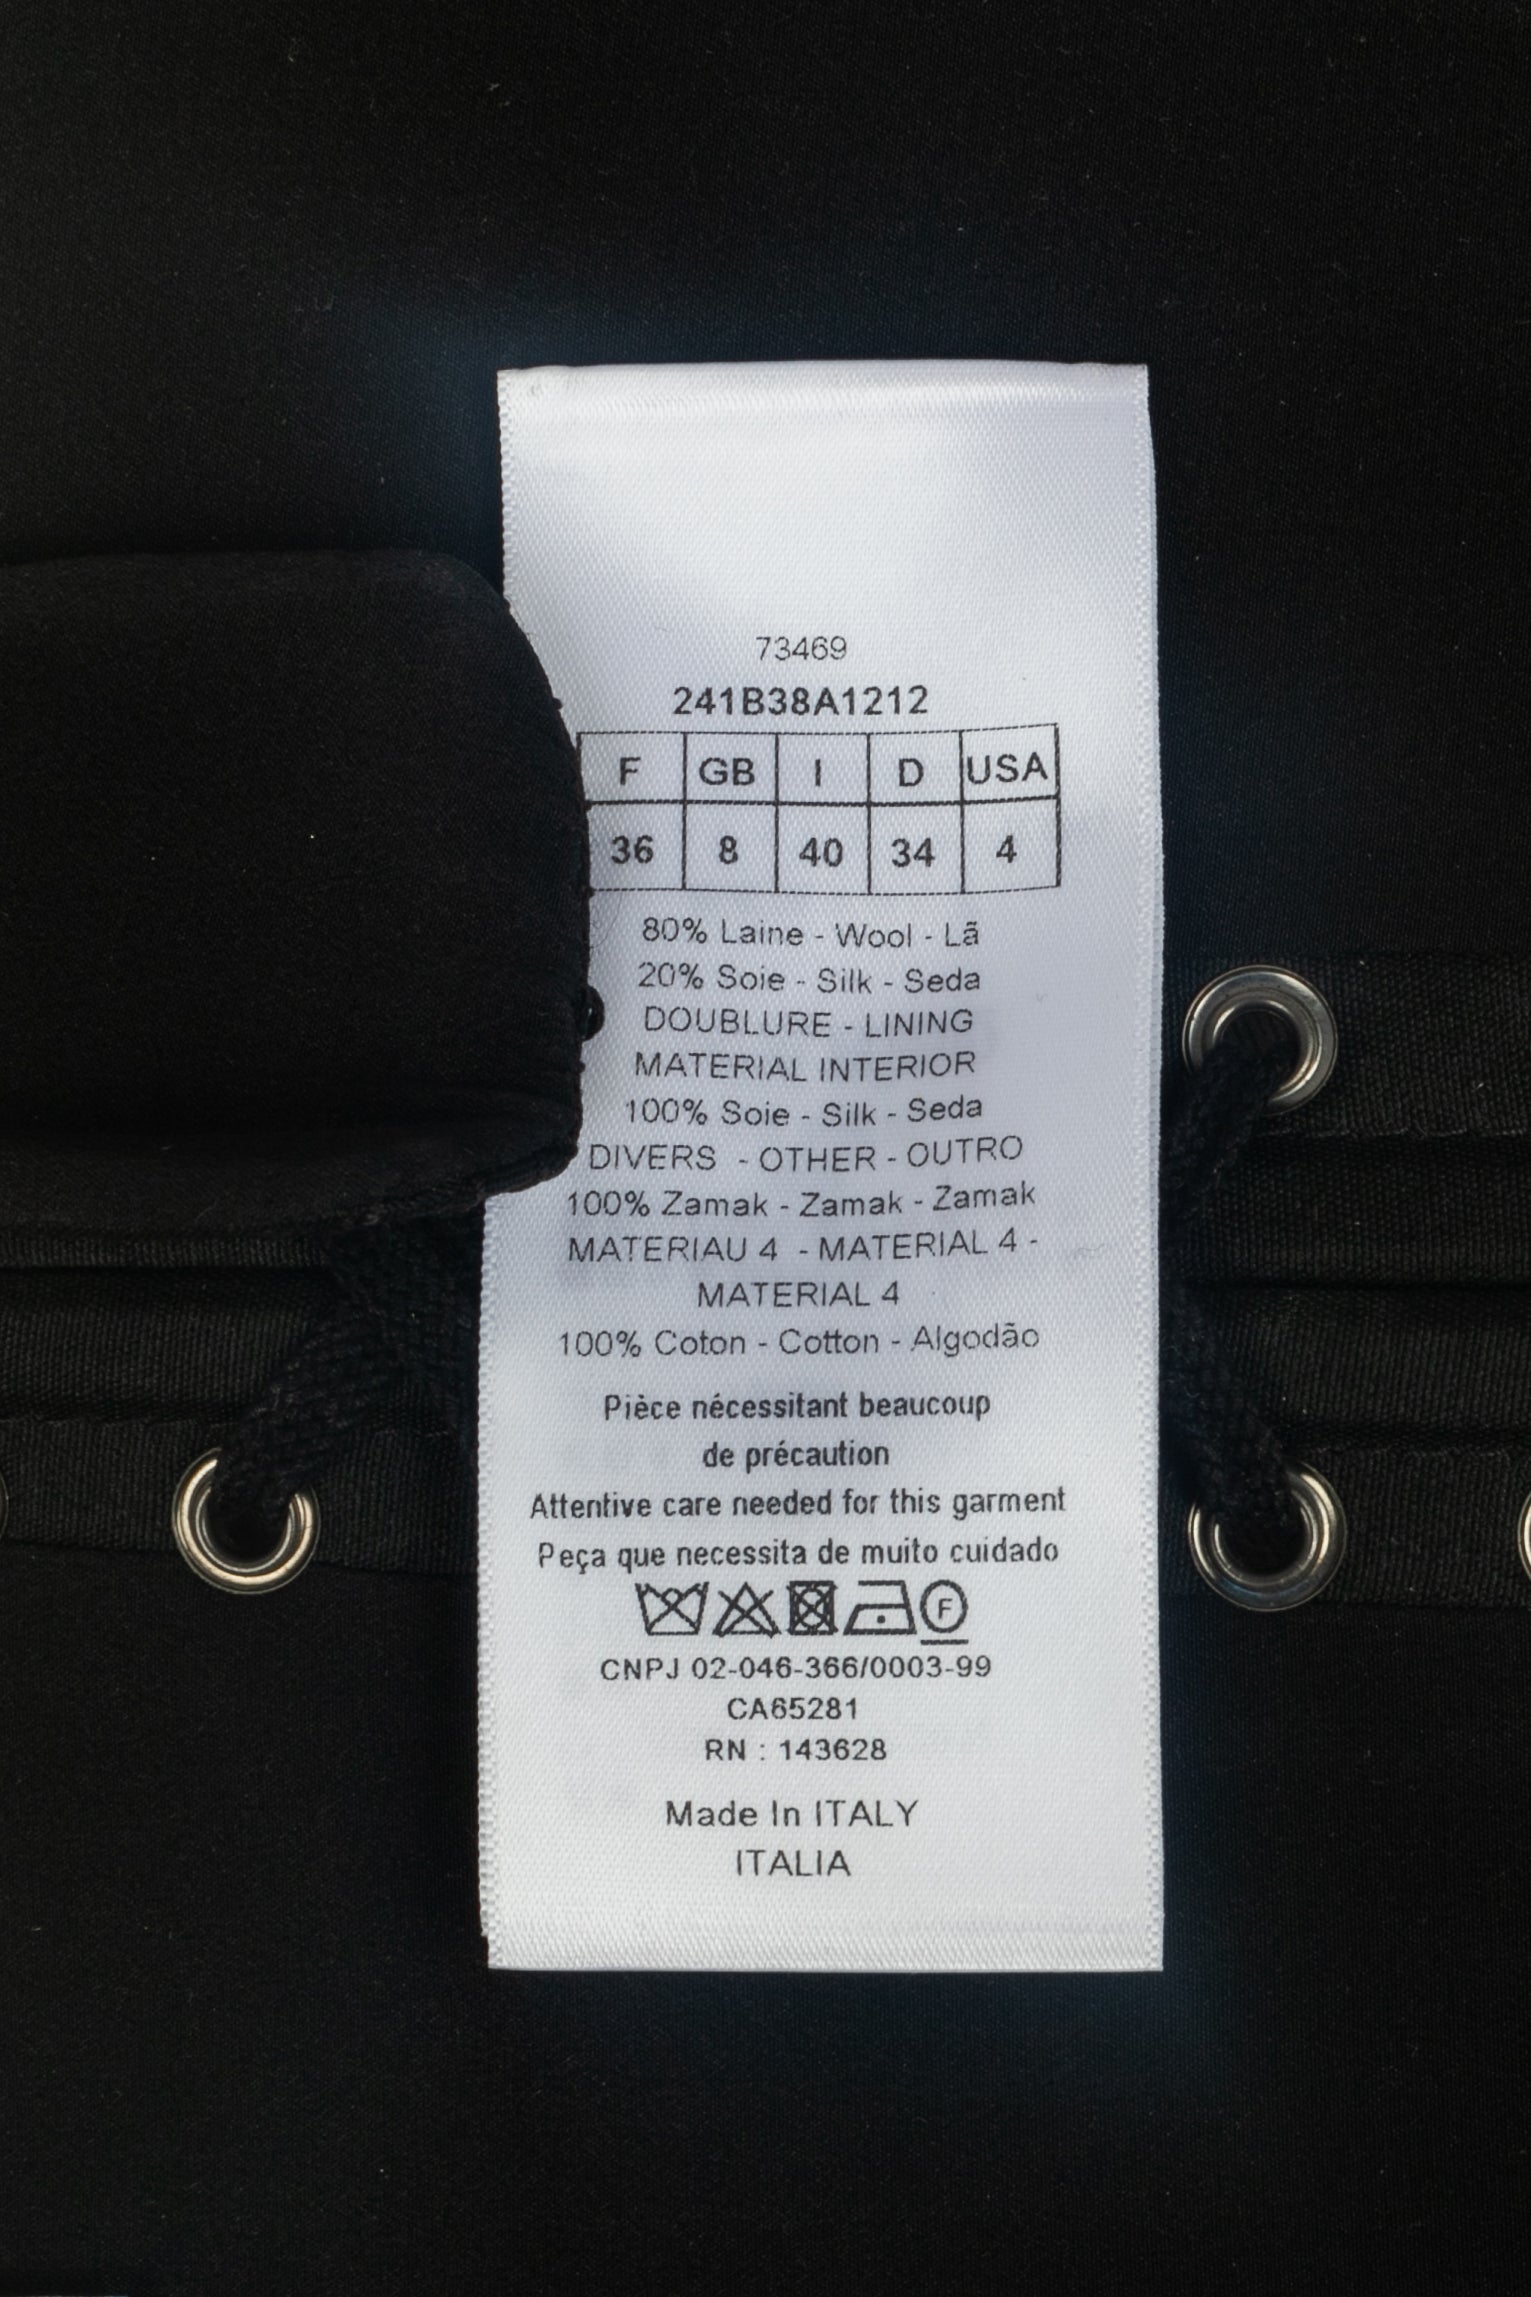 73469
241B38A1212
F GB I D USA
36 8 40 34 4
80% Laine - Wool - Lã
20% Soie - Silk - Seda
DOUBLURE - LINING
MATERIAL INTERIOR
100% Soie - Silk - Seda
DIVERS - OTHER - OUTRO
100% Zamak - Zamak - Zamak
MATERIAU 4 - MATERIAL 4 -
MATERIAL 4
100% Coton - Cotton - Algodão
Pièce nécessitant beaucoup
de précaution
Attentive care needed for this garment
Peça que necessita de muito cuidado
F
CNPJ 02-046-366/0003-99
CA65281
RN : 143628
Made In ITALY
ITALIA